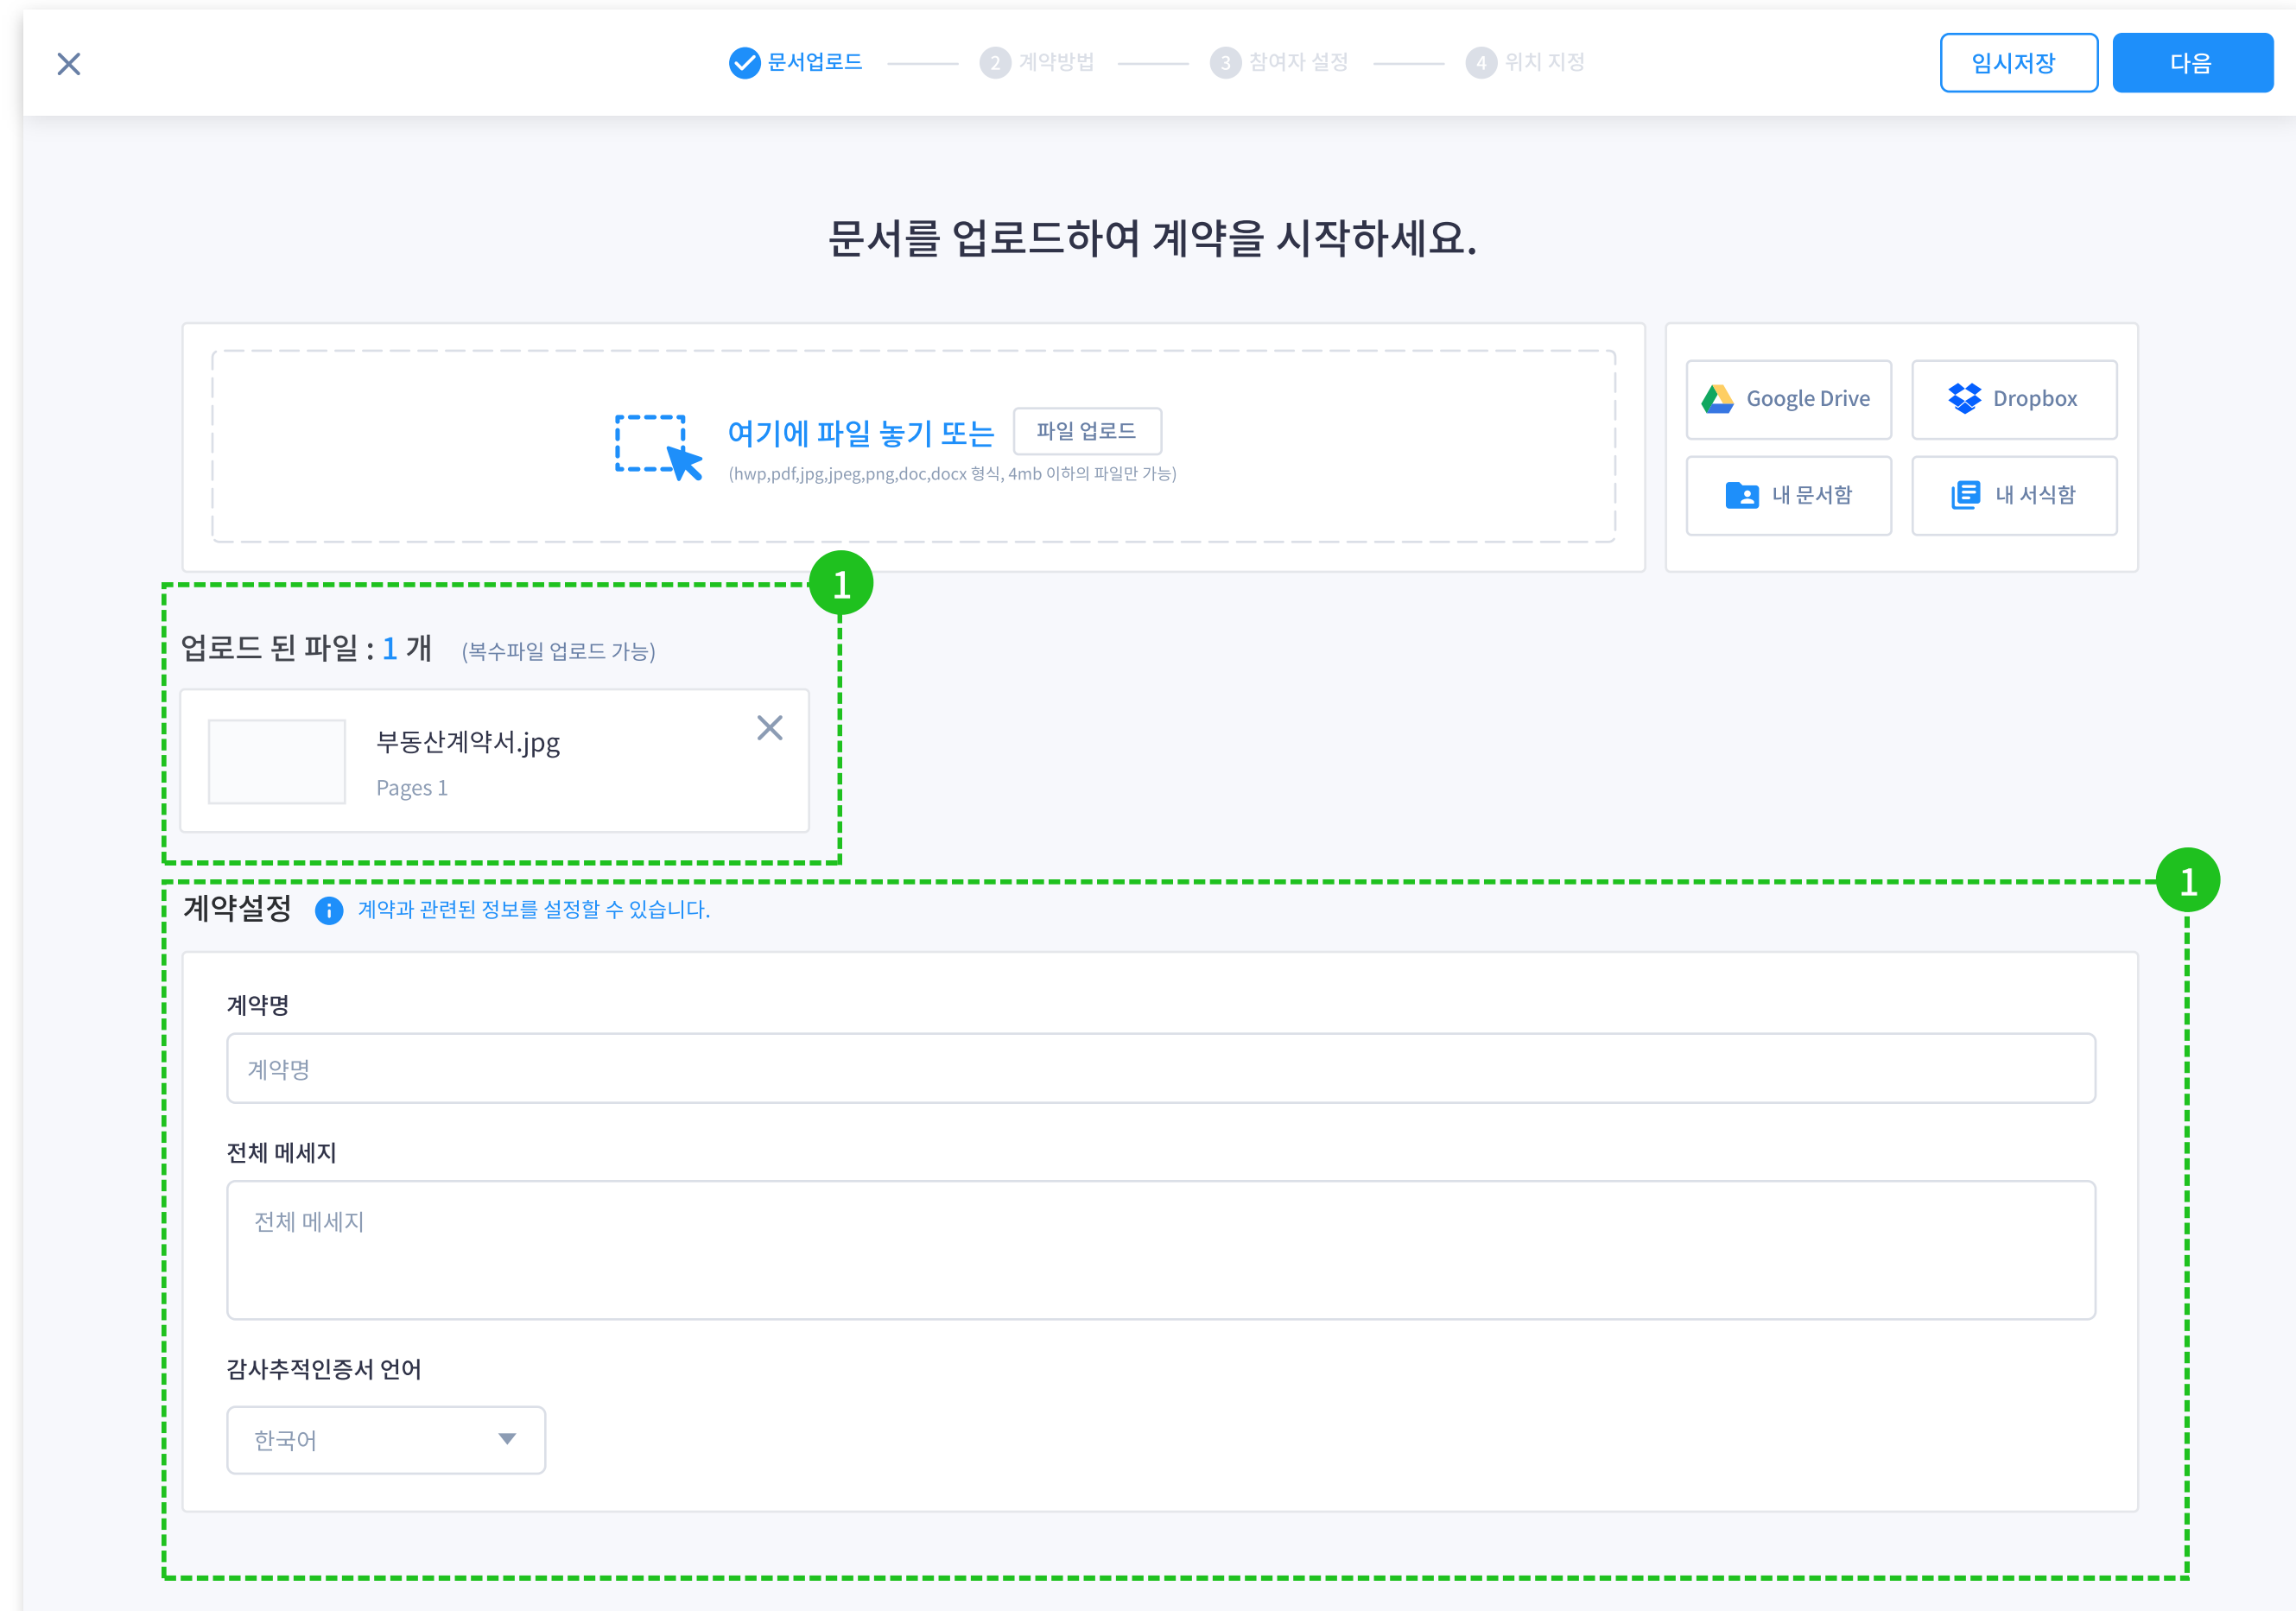 문서업로드
2 계약방법
3 참여자 설정
4 위치 지정
임시저장
다음
문서를 업로드하여 계약을 시작하세요.
여기에 파일 놓기 또는 파일 업로드
(hwp,pdf,jpg,jpeg,png,doc,docx 형식, 4mb 이하의 파일만 가능)
Google Drive
Dropbox
내 문서함
내 서식함
1
업로드 된 파일 : 1 개 (복수파일 업로드 가능)
부동산계약서.jpg
Pages 1
1
계약설정 계약과 관련된 정보를 설정할 수 있습니다.
계약명
계약명
전체 메세지
전체 메세지
감사추적인증서 언어
한국어